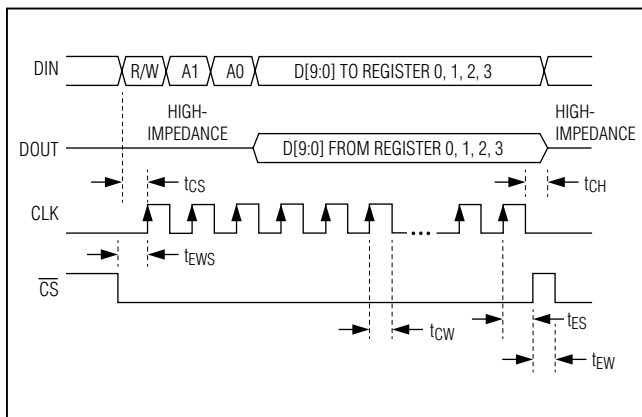 DIN
R/W A1 A0 D[9:0] TO REGISTER 0, 1, 2, 3
HIGH-
IMPEDANCE
HIGH-
IMPEDANCE
DOUT
D[9:0] FROM REGISTER 0, 1, 2, 3
tCS
tCH
CLK
tEWS
CS
tCW
tES
tEW